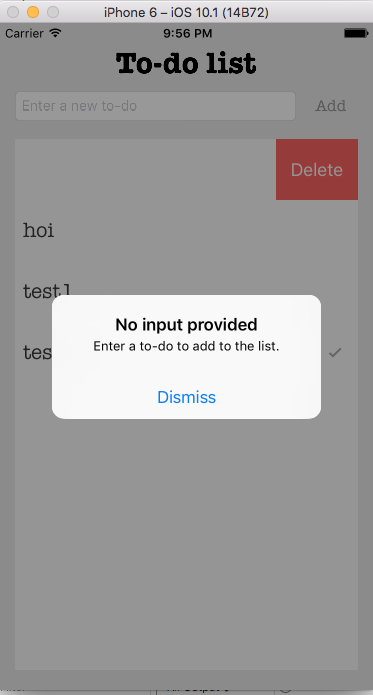 iPhone 6 – iOS 10.1 (14B72)
Carrier 9:56 PM
To-do list
Enter a new to-do Add
Delete
hoi
test1
No input provided
Enter a to-do to add to the list.
tes
Dismiss